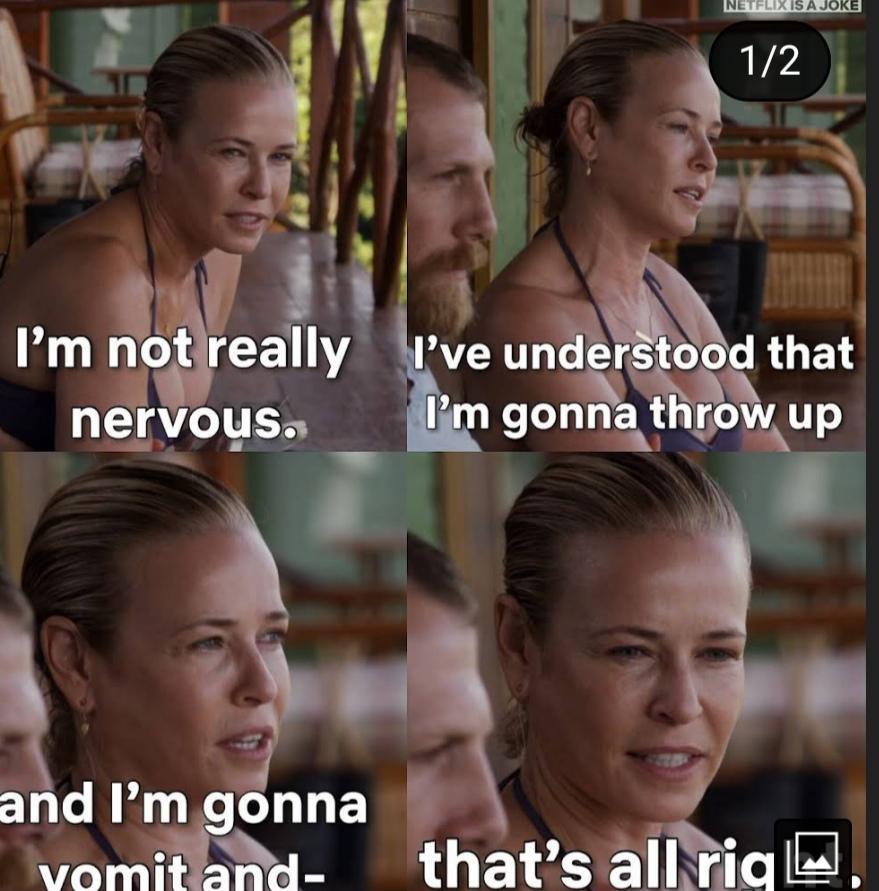 NETFLIX IS A JOKE
1/2
I'm not really
nervous.
I've understood that
I'm gonna throw up
and I'm gonna
vomit and-
that's all